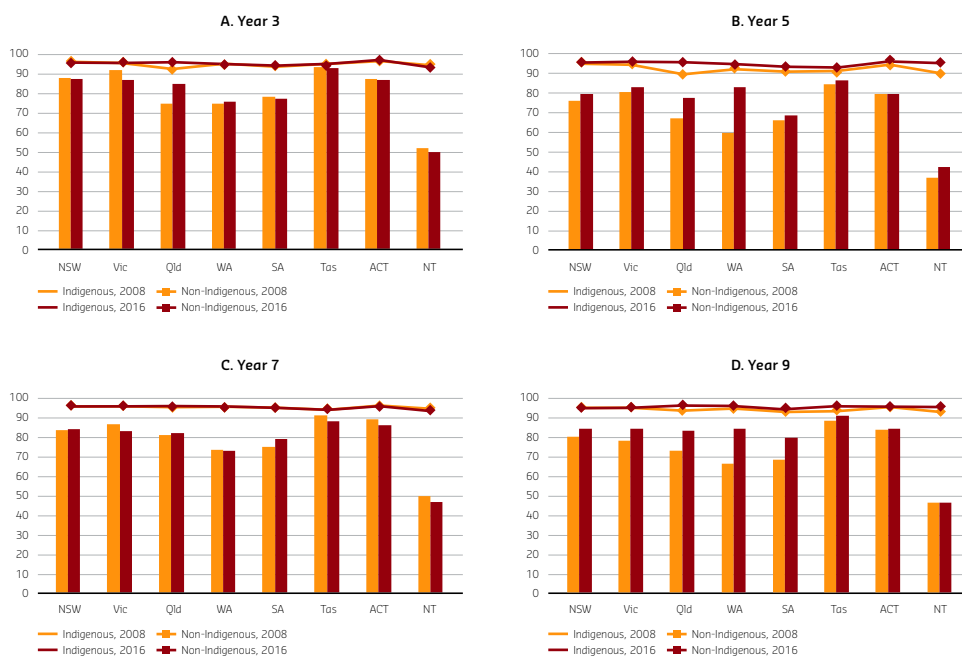 A. Year 3
100
90
80
70
60
50
40
30
20
10
0
NSW Vic Qld WA SA Tas ACT NT
Indigenous, 2008 Non-Indigenous, 2008
Indigenous, 2016 Non-Indigenous, 2016
B. Year 5
100
90
80
70
60
50
40
30
20
10
0
NSW Vic Qld WA SA Tas ACT NT
Indigenous, 2008 Non-Indigenous, 2008
Indigenous, 2016 Non-Indigenous, 2016
C. Year 7
100
90
80
70
60
50
40
30
20
10
0
NSW Vic Qld WA SA Tas ACT NT
Indigenous, 2008 Non-Indigenous, 2008
Indigenous, 2016 Non-Indigenous, 2016
D. Year 9
100
90
80
70
60
50
40
30
20
10
0
NSW Vic Qld WA SA Tas ACT NT
Indigenous, 2008 Non-Indigenous, 2008
Indigenous, 2016 Non-Indigenous, 2016